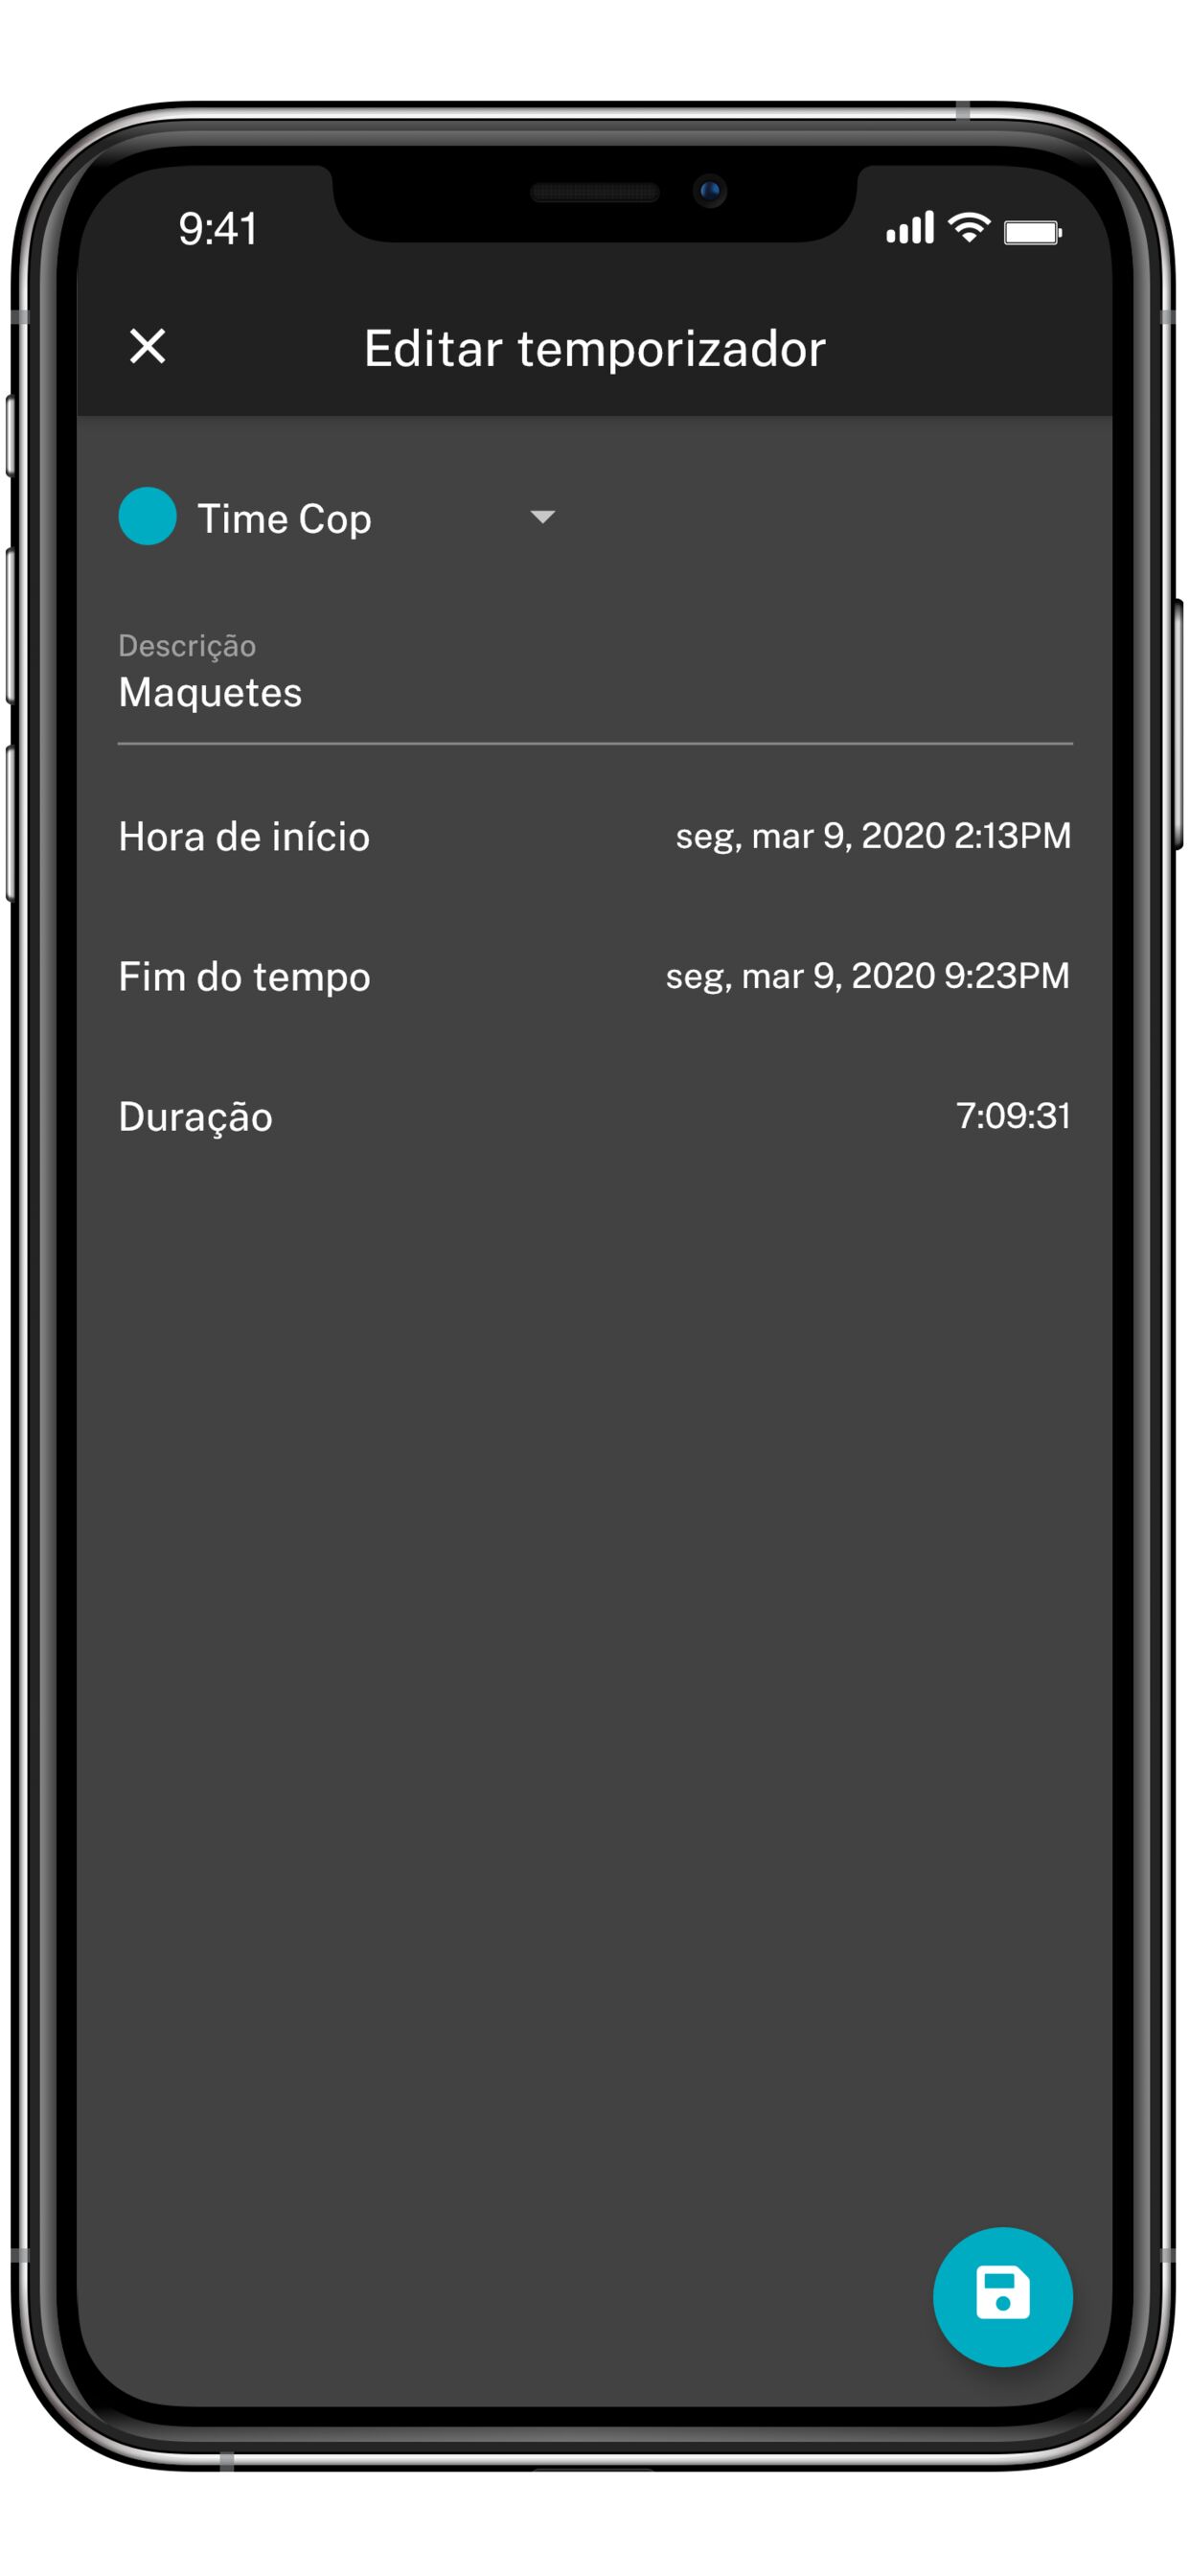 9:41
Editar temporizador
Time Cop
Descrição
Maquetes
Hora de início seg, mar 9, 2020 2:13PM
Fim do tempo seg, mar 9, 2020 9:23PM
Duração 7:09:31